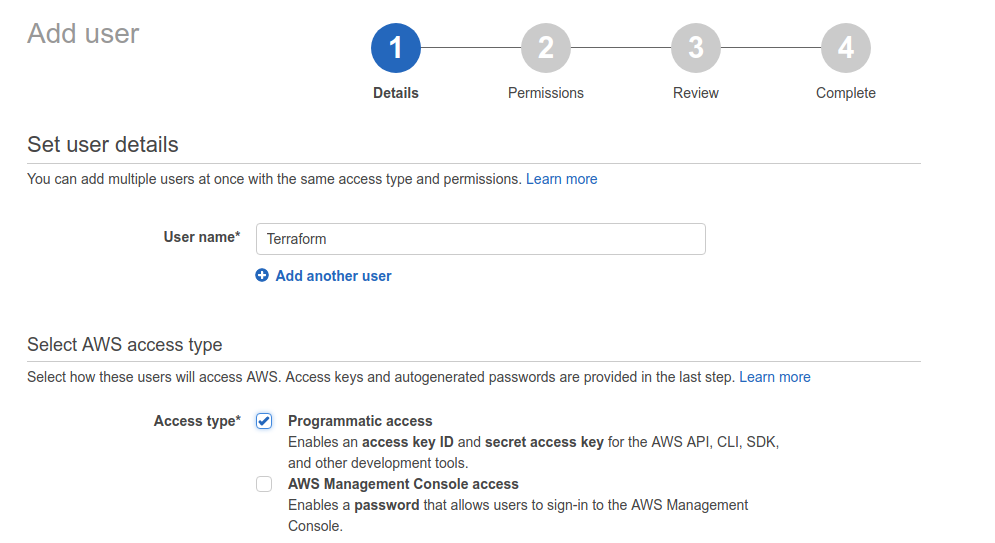 Add user
1
2
3
4
Details
Permissions
Review
Complete
Set user details
You can add multiple users at once with the same access type and permissions. Learn more
User name*
Terraform
Add another user
Select AWS access type
Select how these users will access AWS. Access keys and autogenerated passwords are provided in the last step. Learn more
Access type*
Programmatic access
Enables an access key ID and secret access key for the AWS API, CLI, SDK,
and other development tools.
AWS Management Console access
Enables a password that allows users to sign-in to the AWS Management
Console.